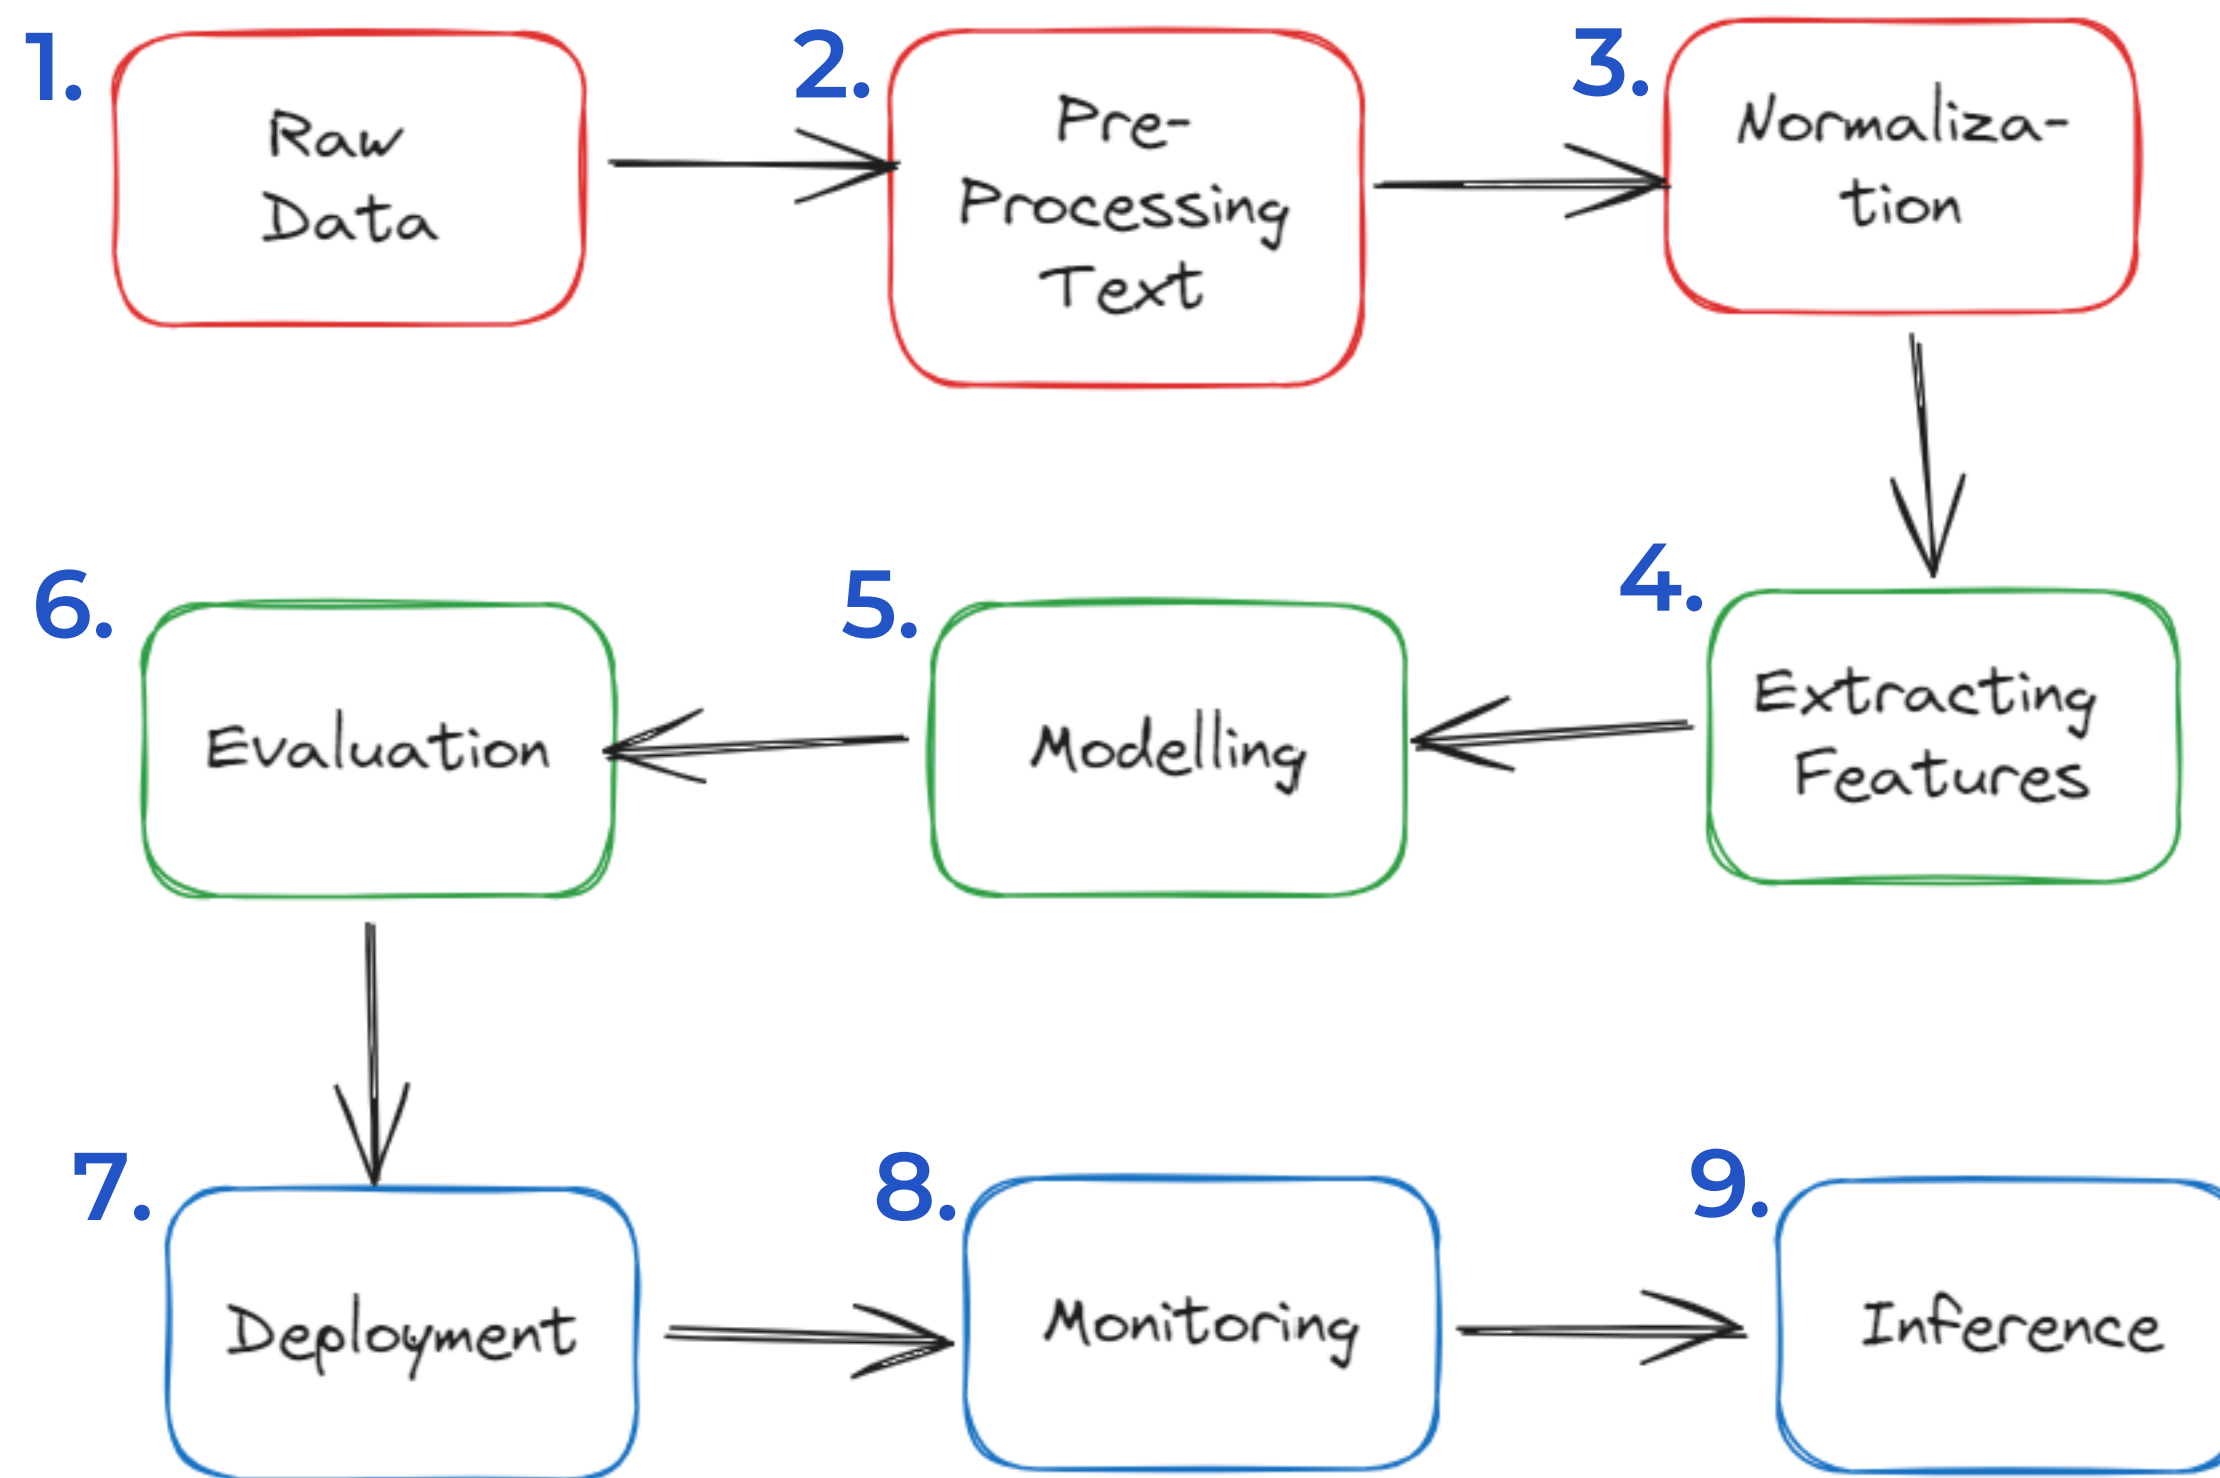 1.
Raw
Data
2.
Pre-
Processing
Text
3.
Normaliza-
tion
4.
Extracting
Features
5.
Modelling
6.
Evaluation
7.
Deployment
8.
Monitoring
9.
Inference